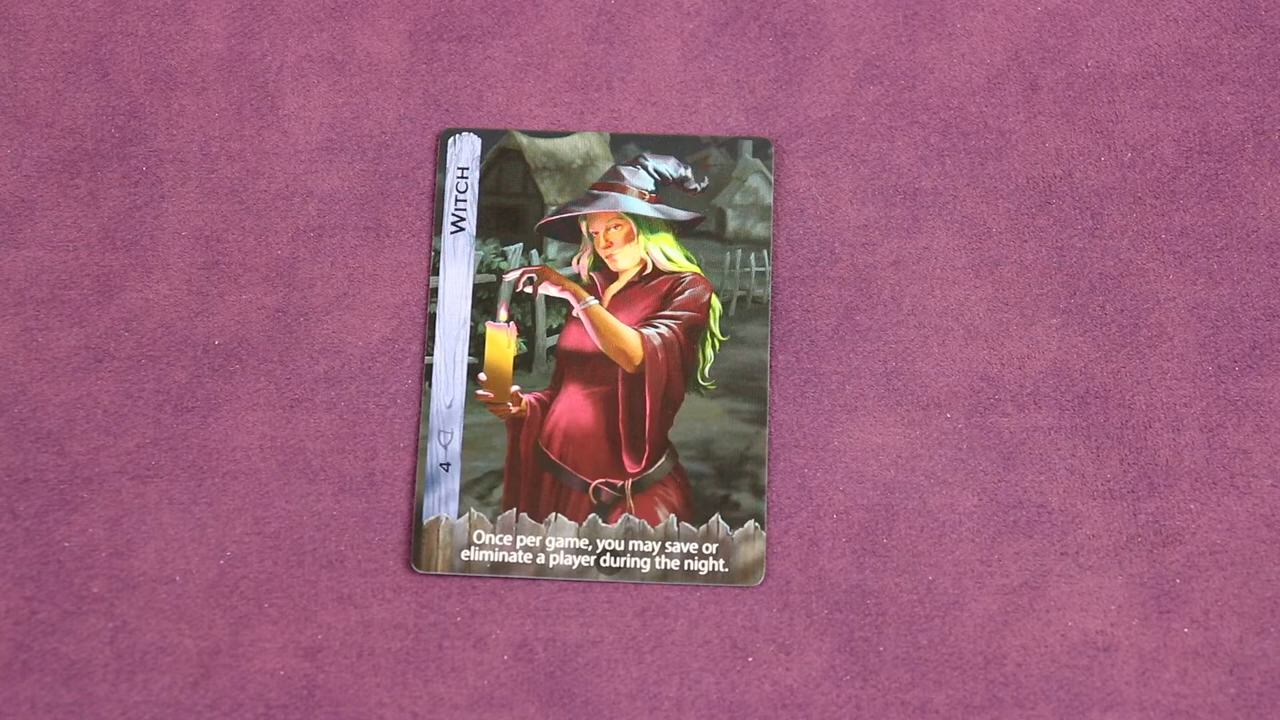 WITCH
4
Once per game, you may save or
eliminate a player during the night.